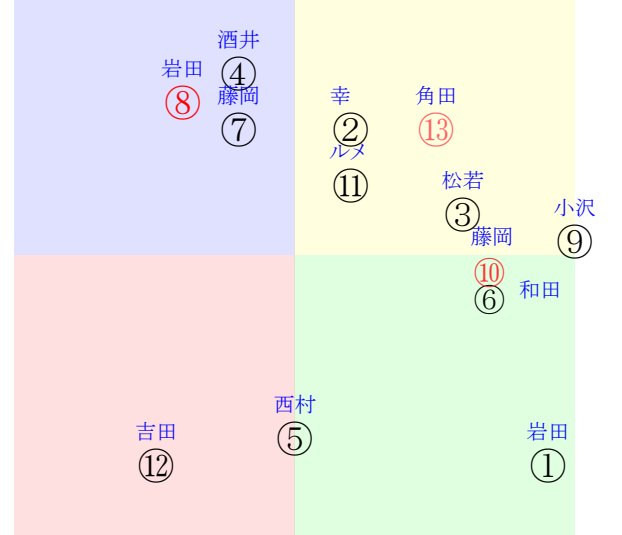 酒井
④
岩田
⑧
藤岡
⑦
幸
②
角田
⑬
ルメ
⑪
松若
③
小沢
⑨
藤岡
⑩
⑥
和田
西村
⑤
吉田
⑫
岩田
①